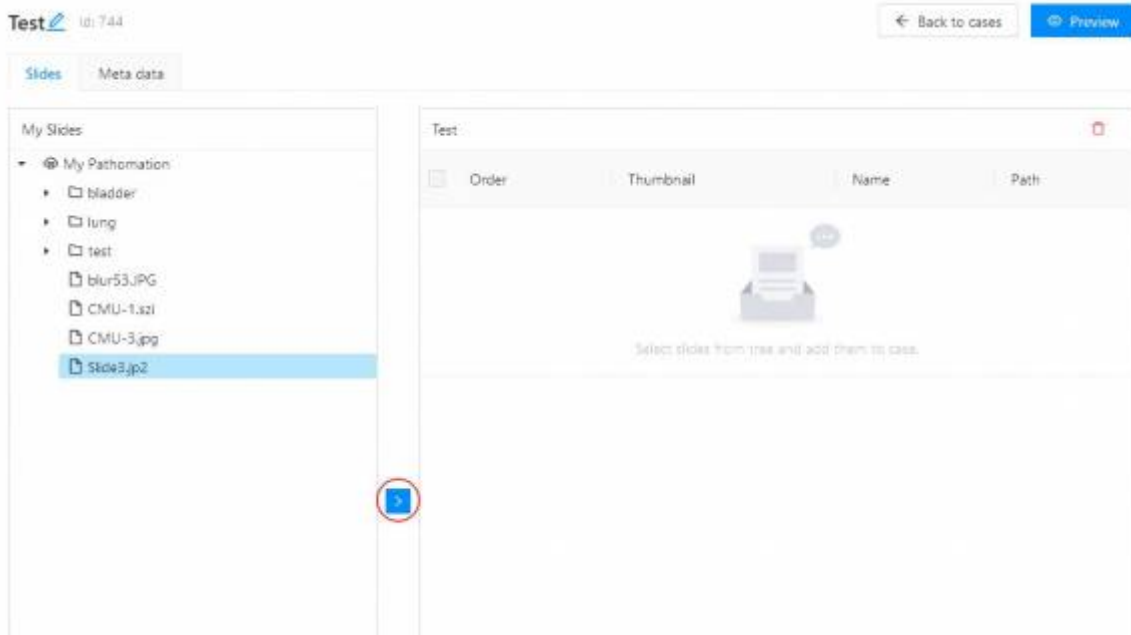 Test id: 744
← Back to cases
Preview
Slides
Meta data
My Slides
My Pathomation
bladder
lung
test
blur53.JPG
CMU-1.szi
CMU-3.jpg
Slide3.jp2
Test
Order Thumbnail Name Path
Select slides from tree and add them to case.